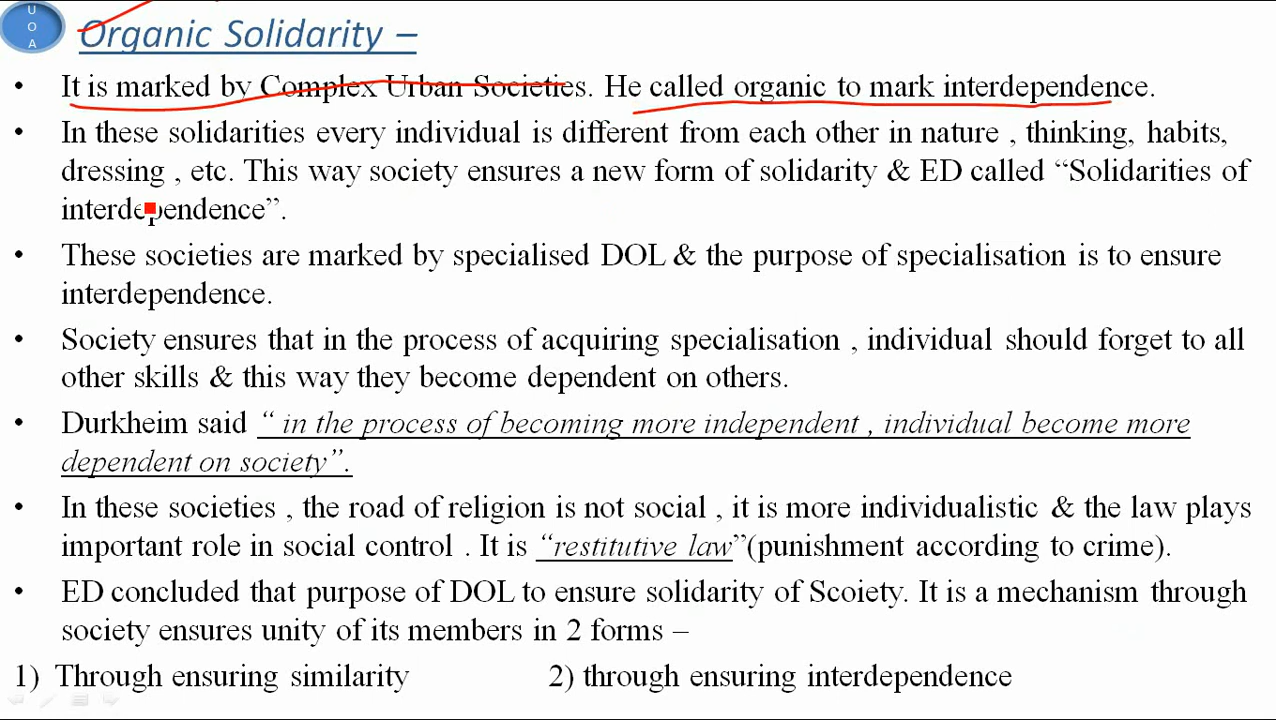 U
O
A
Organic Solidarity –
• It is marked by Complex Urban Societies. He called organic to mark interdependence.
• In these solidarities every individual is different from each other in nature , thinking, habits,
dressing , etc. This way society ensures a new form of solidarity & ED called “Solidarities of
interdependence”.
• These societies are marked by specialised DOL & the purpose of specialisation is to ensure
interdependence.
• Society ensures that in the process of acquiring specialisation , individual should forget to all
other skills & this way they become dependent on others.
• Durkheim said “ in the process of becoming more independent , individual become more
dependent on society”.
• In these societies , the road of religion is not social , it is more individualistic & the law plays
important role in social control . It is “restitutive law”(punishment according to crime).
• ED concluded that purpose of DOL to ensure solidarity of Scoiety. It is a mechanism through
society ensures unity of its members in 2 forms –
1) Through ensuring similarity 2) through ensuring interdependence